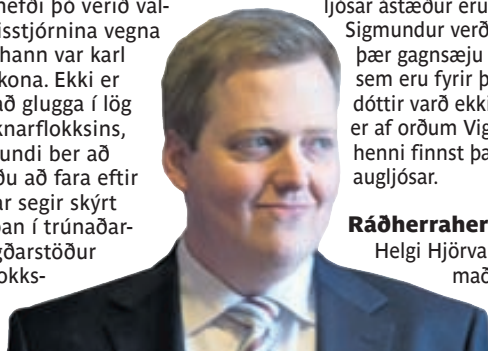 hefði þó verið val-
isstjórnina vegna
hann var karl
kona. Ekki er
að glugga í lög
knarflokksins,
undi ber að
ðu að fara eftir
ar segir skýrt
pan í trúnaðar-
gðarstöður
okks-
ljósar ástæður eru
Sigmundur verð
þær gagnsæju
sem eru fyrir þ
dóttir varð ekki
er af orðum Vig
henni finnst þa
augljósar.
Ráðherraher
Helgi Hjörva
mað